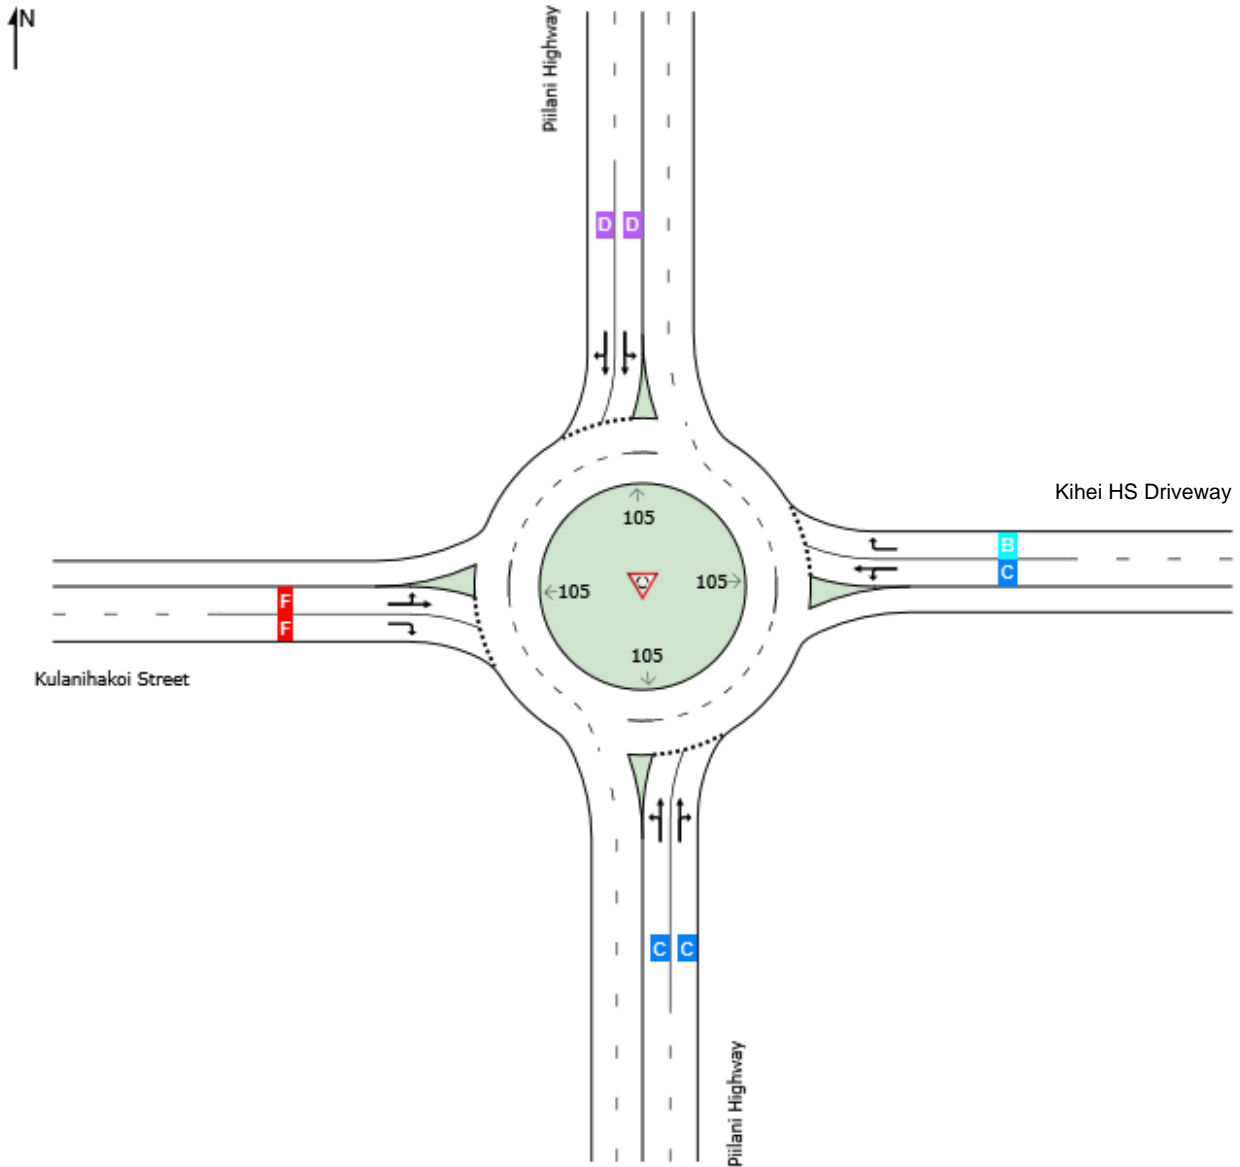 N
Piilani Highway
D D
Kihei HS Driveway
105
B
105 105
C
F
F
105
Kulanihakoi Street
C C
Piilani Highway